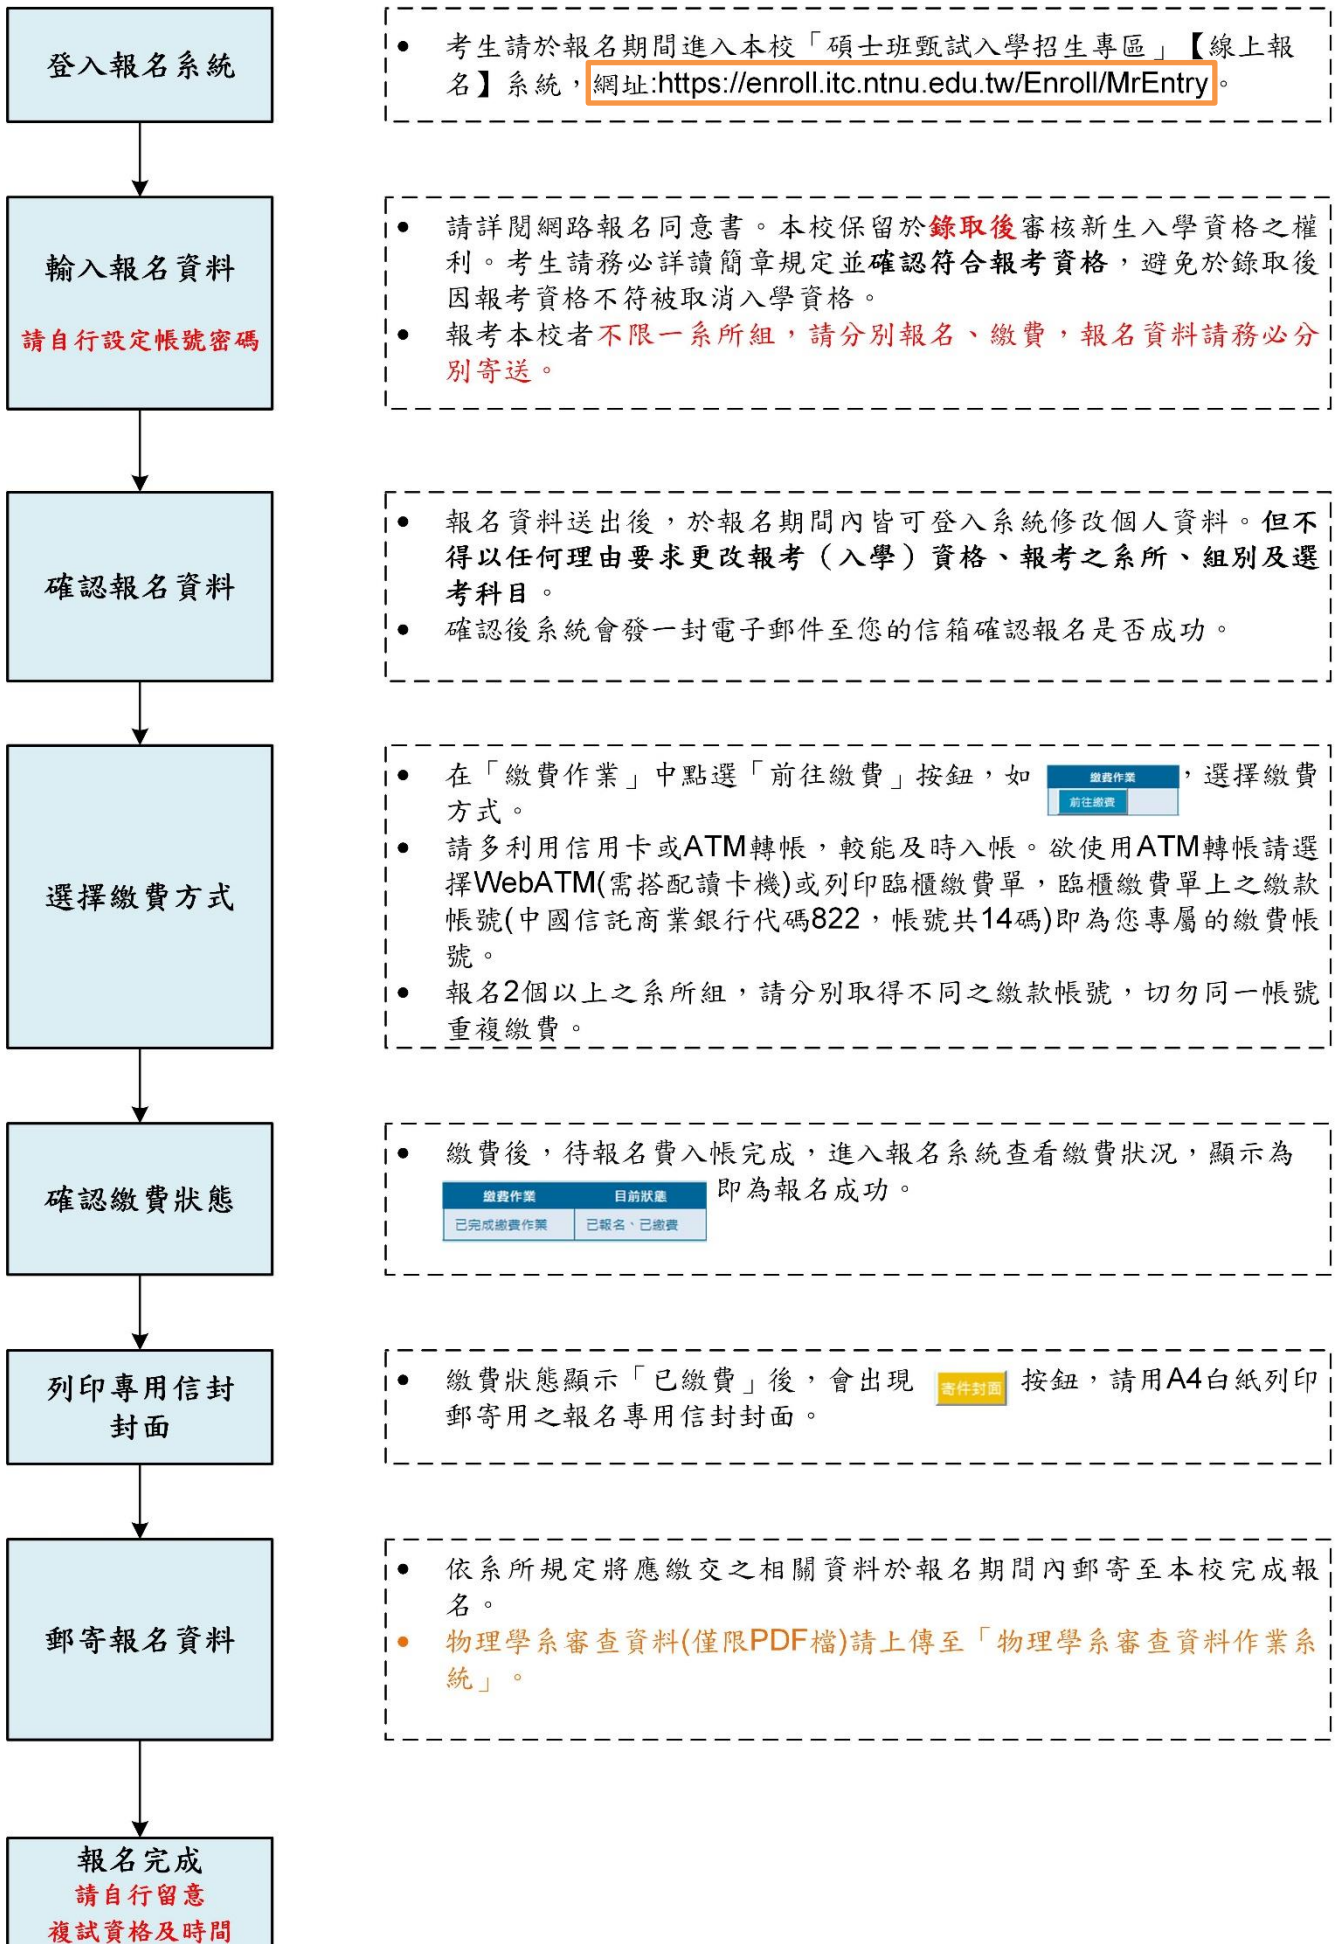 登入報名系統
● 考生請於報名期間進入本校「碩士班甄試入學招生專區」【線上報
名】系統，網址:https://enroll.itc.ntnu.edu.tw/Enroll/MrEntry。
輸入報名資料
請自行設定帳號密碼
● 請詳閱網路報名同意書。本校保留於錄取後審核新生入學資格之權
利。考生請務必詳讀簡章規定並確認符合報考資格，避免於錄取後
因報考資格不符被取消入學資格。
● 報考本校者不限一系所組，請分別報名、繳費，報名資料請務必分
別寄送。
確認報名資料
● 報名資料送出後，於報名期間內皆可登入系統修改個人資料。但不
得以任何理由要求更改報考（入學）資格、報考之系所、組別及選
考科目。
● 確認後系統會發一封電子郵件至您的信箱確認報名是否成功。
選擇繳費方式
● 在「繳費作業」中點選「前往繳費」按鈕，如 繳費作業 前往繳費 ，選擇繳費
方式。
● 請多利用信用卡或ATM轉帳，較能及時入帳。欲使用ATM轉帳請選
擇WebATM(需搭配讀卡機)或列印臨櫃繳費單，臨櫃繳費單上之繳款
帳號(中國信託商業銀行代碼822，帳號共14碼)即為您專屬的繳費帳
號。
● 報名2個以上之系所組，請分別取得不同之繳款帳號，切勿同一帳號
重複繳費。
確認繳費狀態
● 繳費後，待報名費入帳完成，進入報名系統查看繳費狀況，顯示為
繳費作業 目前狀態 即為報名成功。
已完成繳費作業 已報名、已繳費
列印專用信封
封面
● 繳費狀態顯示「已繳費」後，會出現 寄件封面 按鈕，請用A4白紙列印
郵寄用之報名專用信封封面。
郵寄報名資料
● 依系所規定將應繳交之相關資料於報名期間內郵寄至本校完成報
名。
● 物理學系審查資料(僅限PDF檔)請上傳至「物理學系審查資料作業系
統」。
報名完成
請自行留意
複試資格及時間